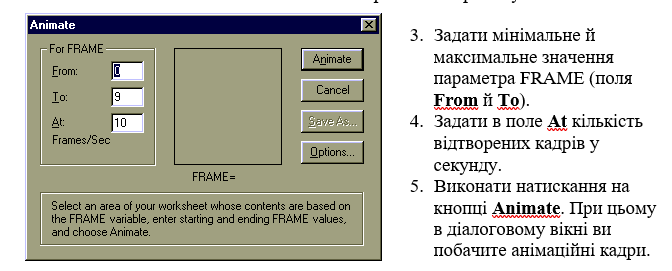 Animate
For FRAME
From:
0
To:
9
At:
10
Frames/Sec
Animate
Cancel
Save As...
Options...
FRAME=
Select an area of your worksheet whose contents are based on
the FRAME variable, enter starting and ending FRAME values,
and choose Animate.
3. Задати мінімальне й
максимальне значення
параметра FRAME (поля
From й To).
4. Задати в поле At кількість
відтворених кадрів у
секунду.
5. Виконати натискання на
кнопці Animate. При цьому
в діалоговому вікні ви
побачите анімаційні кадри.